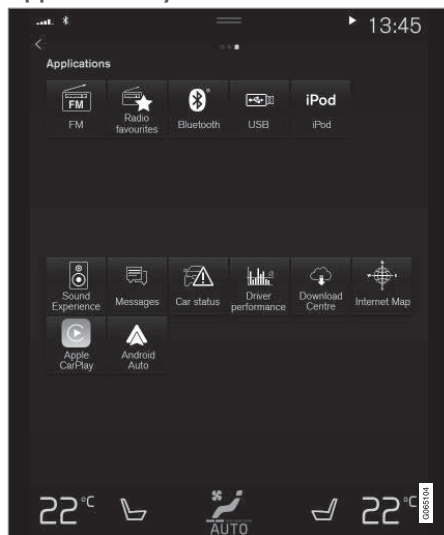 13:45
Applications
FM
FM
Radio
favourites
Bluetooth
USB
iPod
iPod
Sound
Experience
Messages
Car status
Driver
performance
Download
Centre
Internet Map
Apple
CarPlay
Android
Auto
22°C
AUTO
22°C
G065104